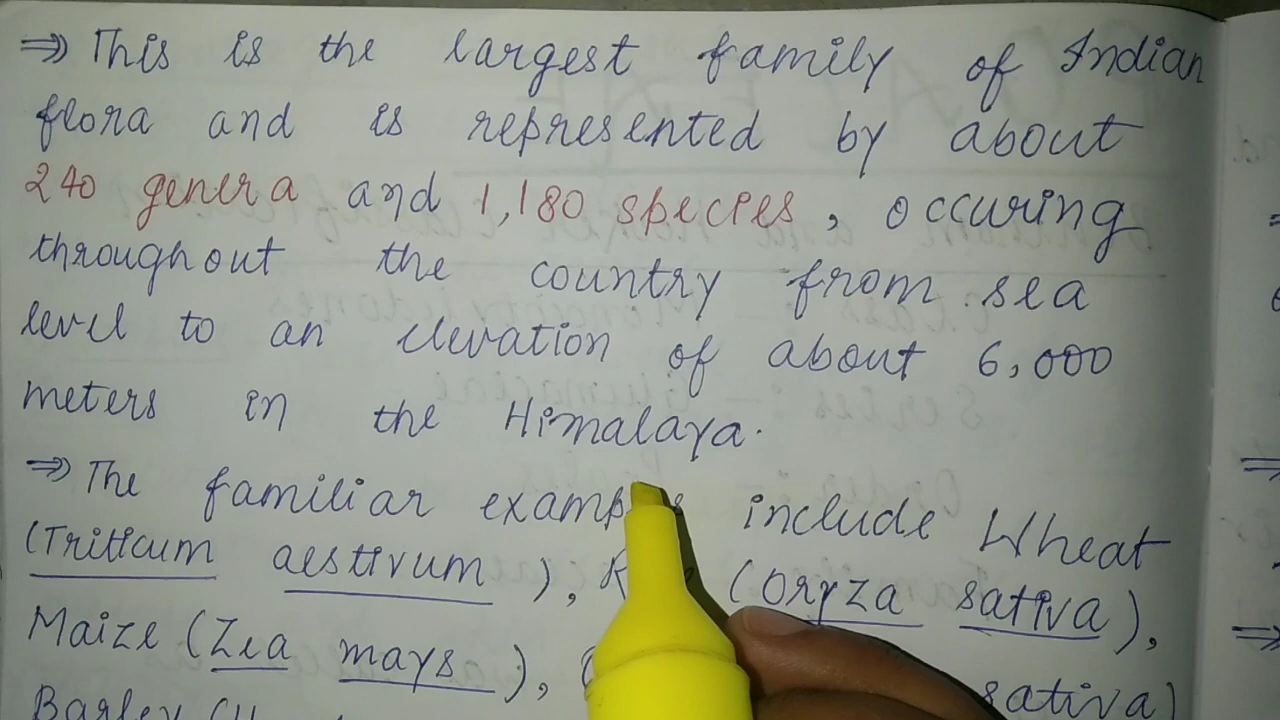 ⇒ This is the largest family of Indian
flora and is represented by about
240 genera and 1,180 species, occuring
throughout the country from sea
level to an elevation of about 6,000
meters in the Himalaya.
⇒ The familiar include Wheat
(Triticum aestivum), (Oryza sativa),
Maize (Zea mays), ( sativa)
Barley (